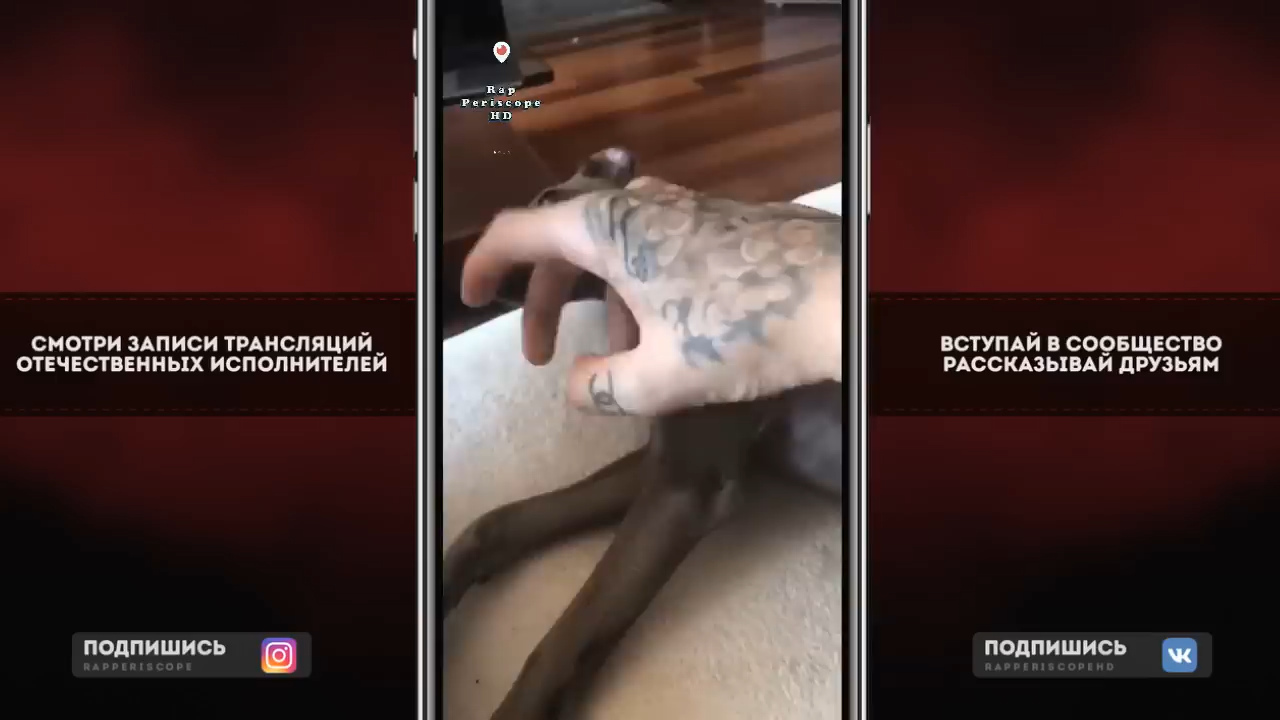 Rap
Periscope
HD
СМОТРИ ЗАПИСИ ТРАНСЛЯЦИЙ
ОТЕЧЕСТВЕННЫХ ИСПОЛНИТЕЛЕЙ
ВСТУПАЙ В СООБЩЕСТВО
РАССКАЗЫВАЙ ДРУЗЬЯМ
ПОДПИШИСЬ
RAPPERISCOPE
ПОДПИШИСЬ
RAPPERISCOPEHD